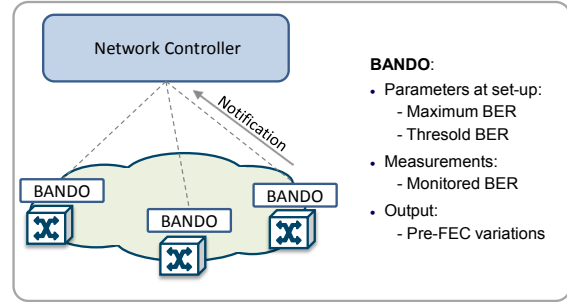 Network Controller
Notification
BANDO
BANDO
BANDO
BANDO:
• Parameters at set-up:
- Maximum BER
- Thresold BER
• Measurements:
- Monitored BER
• Output:
- Pre-FEC variations